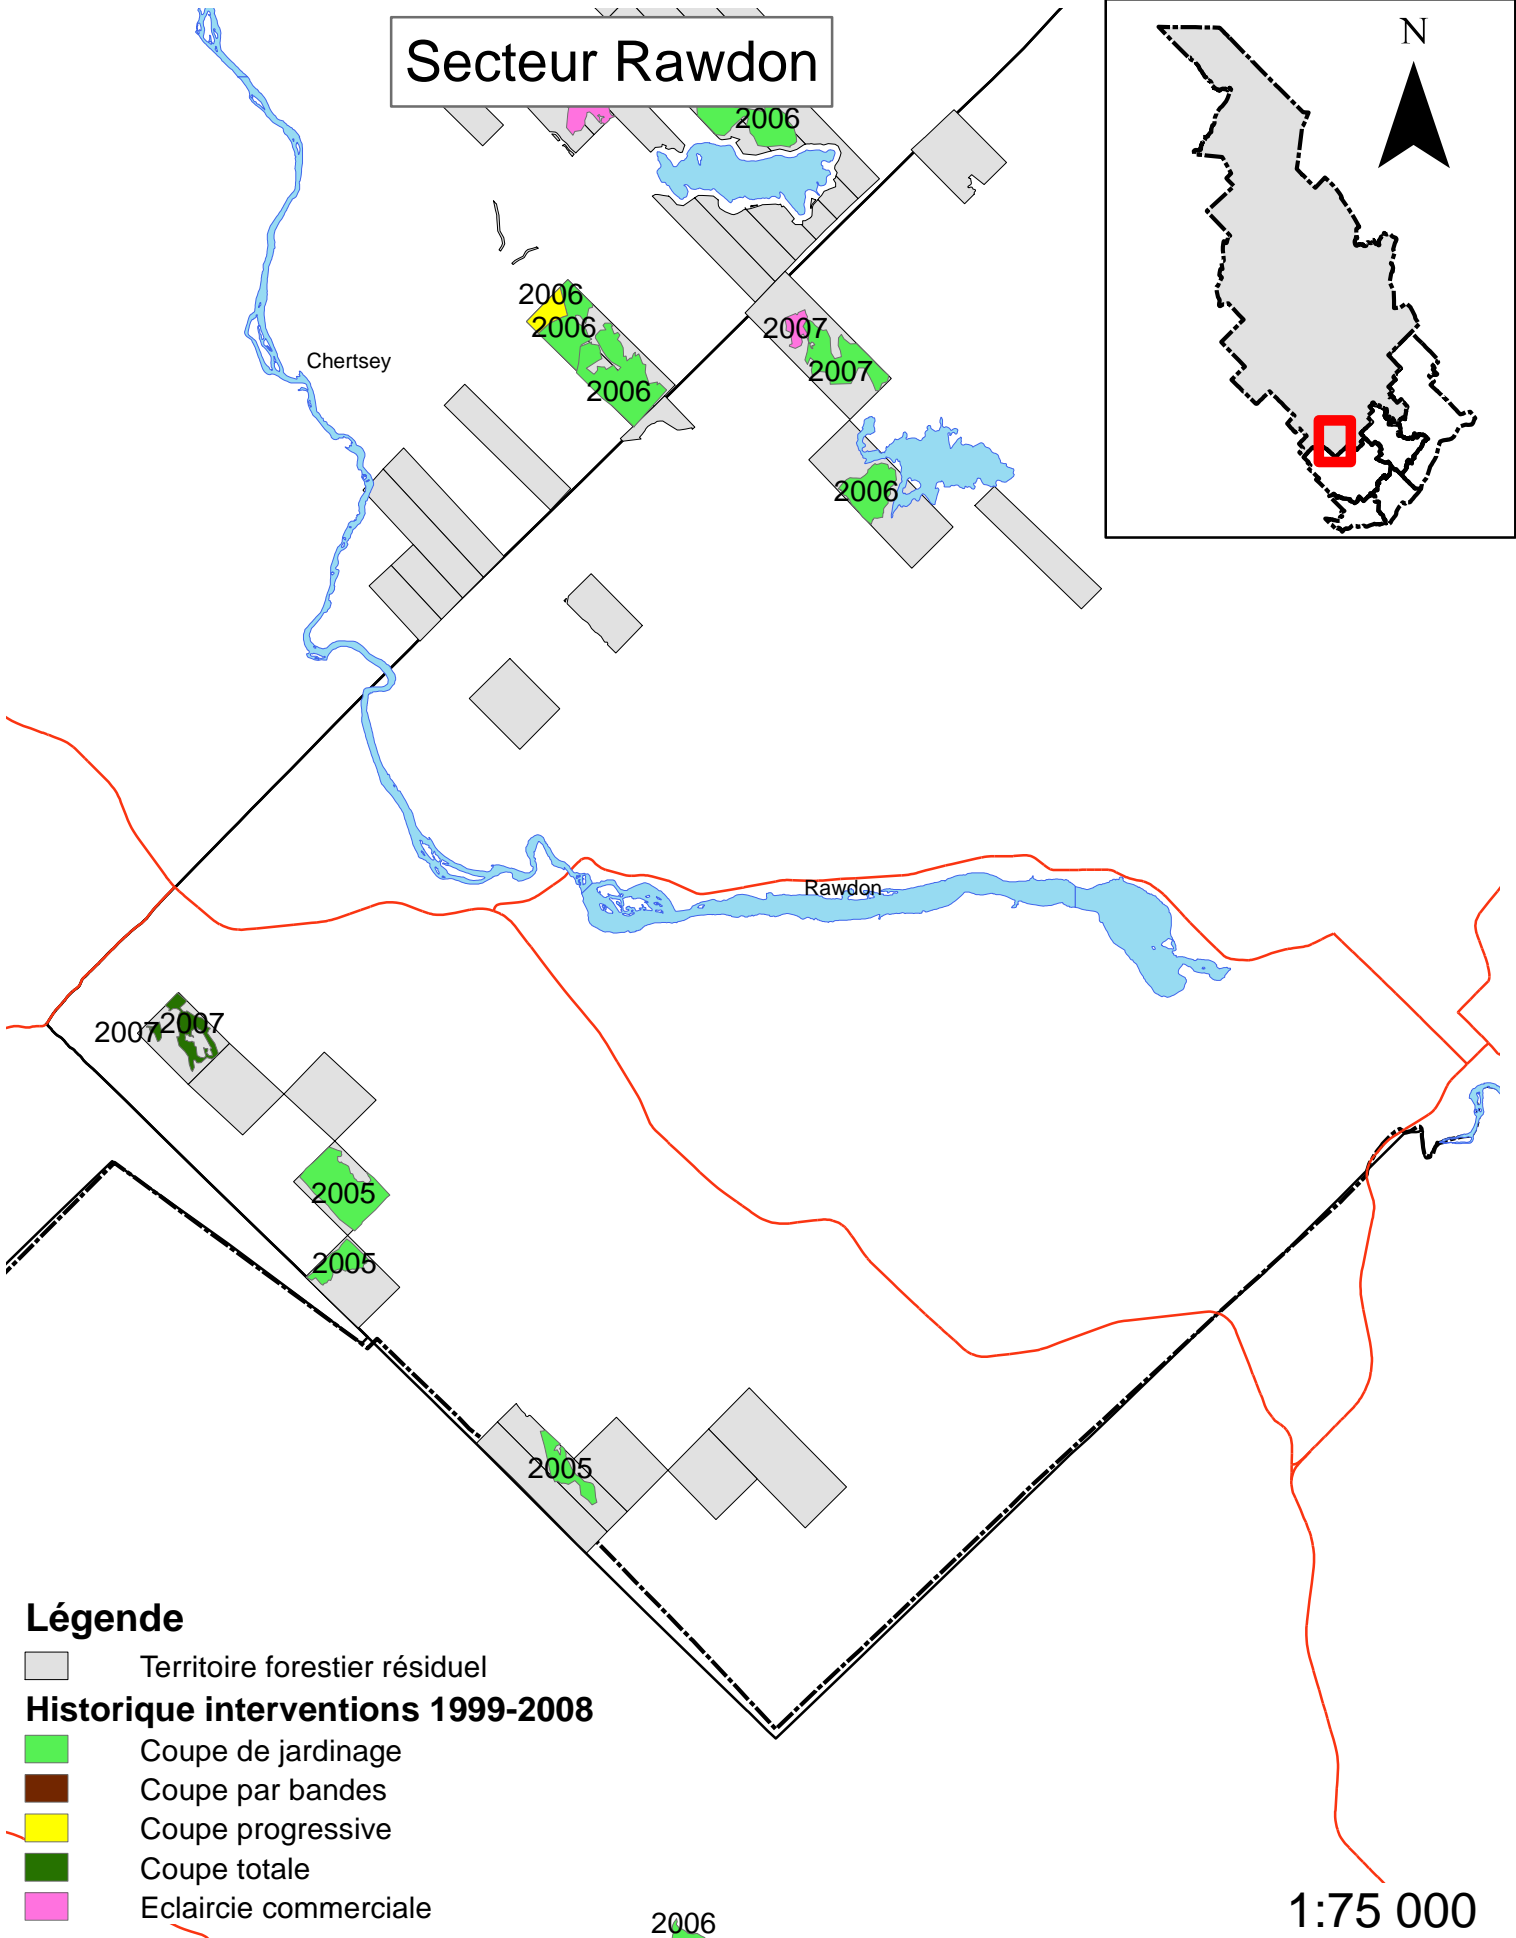 Secteur Rawdon
N
2006
2006
2006
2007
Chertsey
2007
2006
2006
Rawdon
2007
2007
2005
2005
2005
Légende
Territoire forestier résiduel
Historique interventions 1999-2008
Coupe de jardinage
Coupe par bandes
Coupe progressive
Coupe totale
Eclaircie commerciale
1:75 000
2006